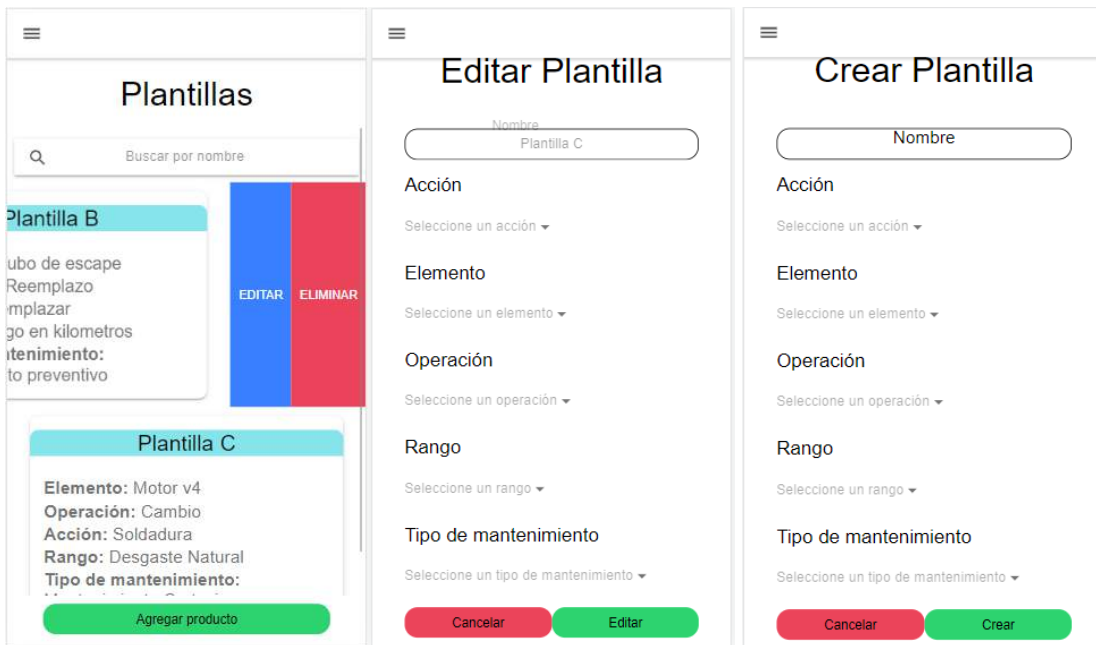 Plantillas
Buscar por nombre
Plantilla B
ubo de escape
Reemplazo
emplazar
go en kilometros
ntenimiento:
to preventivo
EDITAR
ELIMINAR
Plantilla C
Elemento: Motor v4
Operación: Cambio
Acción: Soldadura
Rango: Desgaste Natural
Tipo de mantenimiento:
Agregar producto
Editar Plantilla
Nombre
Plantilla C
Acción
Seleccione un acción
Elemento
Seleccione un elemento
Operación
Seleccione un operación
Rango
Seleccione un rango
Tipo de mantenimiento
Seleccione un tipo de mantenimiento
Cancelar
Editar
Crear Plantilla
Nombre
Acción
Seleccione un acción
Elemento
Seleccione un elemento
Operación
Seleccione un operación
Rango
Seleccione un rango
Tipo de mantenimiento
Seleccione un tipo de mantenimiento
Cancelar
Crear